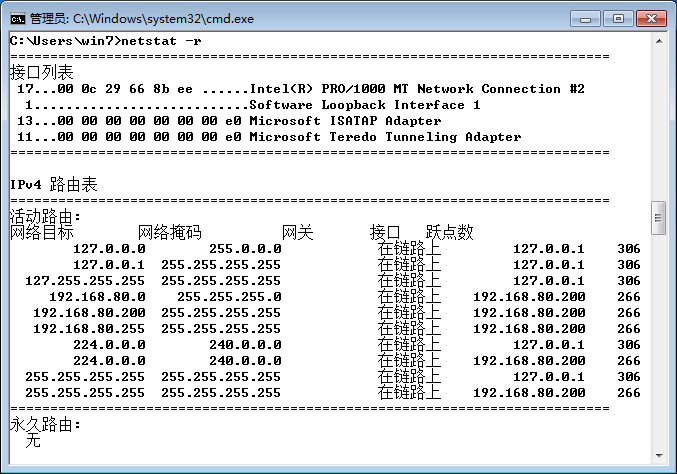 管理员: C:\Windows\system32\cmd.exe
C:\Users\win7>netstat -r
===========================================================================
接口列表
 17...00 0c 29 66 8b ee ......Intel(R) PRO/1000 MT Network Connection #2
  1...........................Software Loopback Interface 1
 13...00 00 00 00 00 00 00 e0 Microsoft ISATAP Adapter
 11...00 00 00 00 00 00 00 e0 Microsoft Teredo Tunneling Adapter
===========================================================================
IPv4 路由表
===========================================================================
活动路由:
网络目标        网络掩码          网关       接口   跃点数
        127.0.0.0        255.0.0.0            在链路上         127.0.0.1    306
        127.0.0.1  255.255.255.255            在链路上         127.0.0.1    306
  127.255.255.255  255.255.255.255            在链路上         127.0.0.1    306
     192.168.80.0    255.255.255.0            在链路上    192.168.80.200    266
   192.168.80.200  255.255.255.255            在链路上    192.168.80.200    266
   192.168.80.255  255.255.255.255            在链路上    192.168.80.200    266
        224.0.0.0        240.0.0.0            在链路上         127.0.0.1    306
        224.0.0.0        240.0.0.0            在链路上    192.168.80.200    266
  255.255.255.255  255.255.255.255            在链路上         127.0.0.1    306
  255.255.255.255  255.255.255.255            在链路上    192.168.80.200    266
===========================================================================
永久路由:
  无